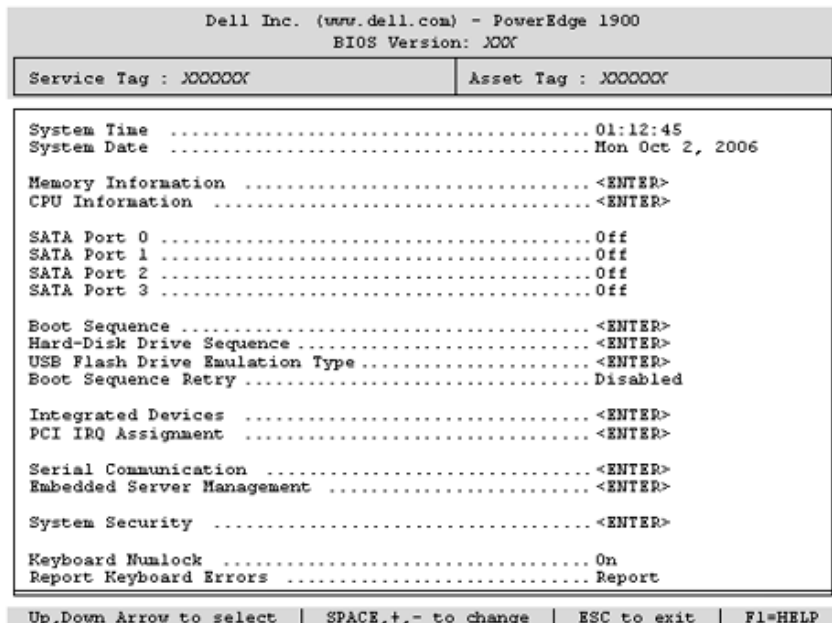 Dell Inc. (www.dell.com) - PowerEdge 1900
BIOS Version: XXX
Service Tag : XXXXXX
Asset Tag : XXXXXX
System Time ........................................ 01:12:45
System Date ........................................ Mon Oct 2, 2006
Memory Information ................................. <ENTER>
CPU Information .................................... <ENTER>
SATA Port 0 ......................................... Off
SATA Port 1 ......................................... Off
SATA Port 2 ......................................... Off
SATA Port 3 ......................................... Off
Boot Sequence ....................................... <ENTER>
Hard-Disk Drive Sequence ............................ <ENTER>
USB Flash Drive Emulation Type ...................... <ENTER>
Boot Sequence Retry ................................. Disabled
Integrated Devices ................................. <ENTER>
PCI IRQ Assignment ................................. <ENTER>
Serial Communication ............................... <ENTER>
Embedded Server Management ......................... <ENTER>
System Security .................................... <ENTER>
Keyboard Numlock ................................... On
Report Keyboard Errors ............................. Report
Up,Down Arrow to select | SPACE,+,- to change | ESC to exit | F1=HELP